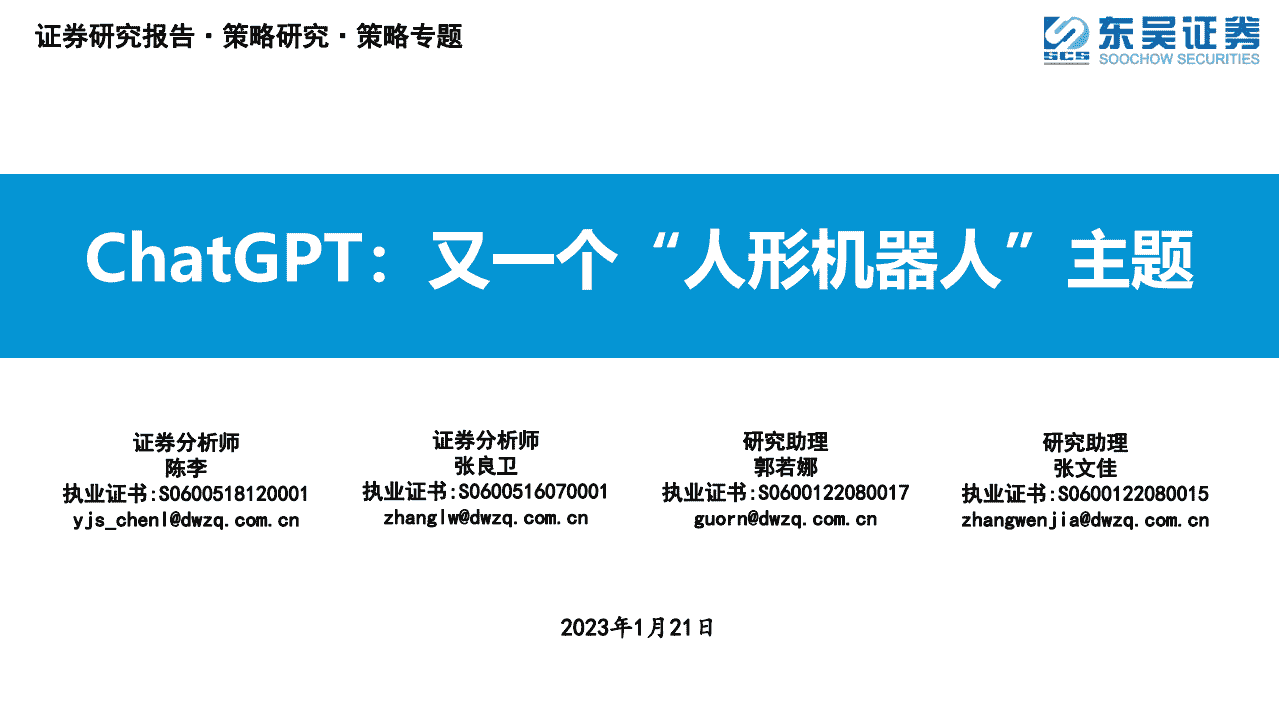 证券研究报告·策略研究·策略专题
东吴证券
SCS
SOOCHOW SECURITIES
ChatGPT：又一个“人形机器人”主题
证券分析师
陈李
执业证书:S0600518120001
yjs_chenl@dwzq.com.cn
证券分析师
张良卫
执业证书:S0600516070001
zhanglw@dwzq.com.cn
研究助理
郭若娜
执业证书:S0600122080017
guorn@dwzq.com.cn
研究助理
张文佳
执业证书:S0600122080015
zhangwenjia@dwzq.com.cn
2023年1月21日